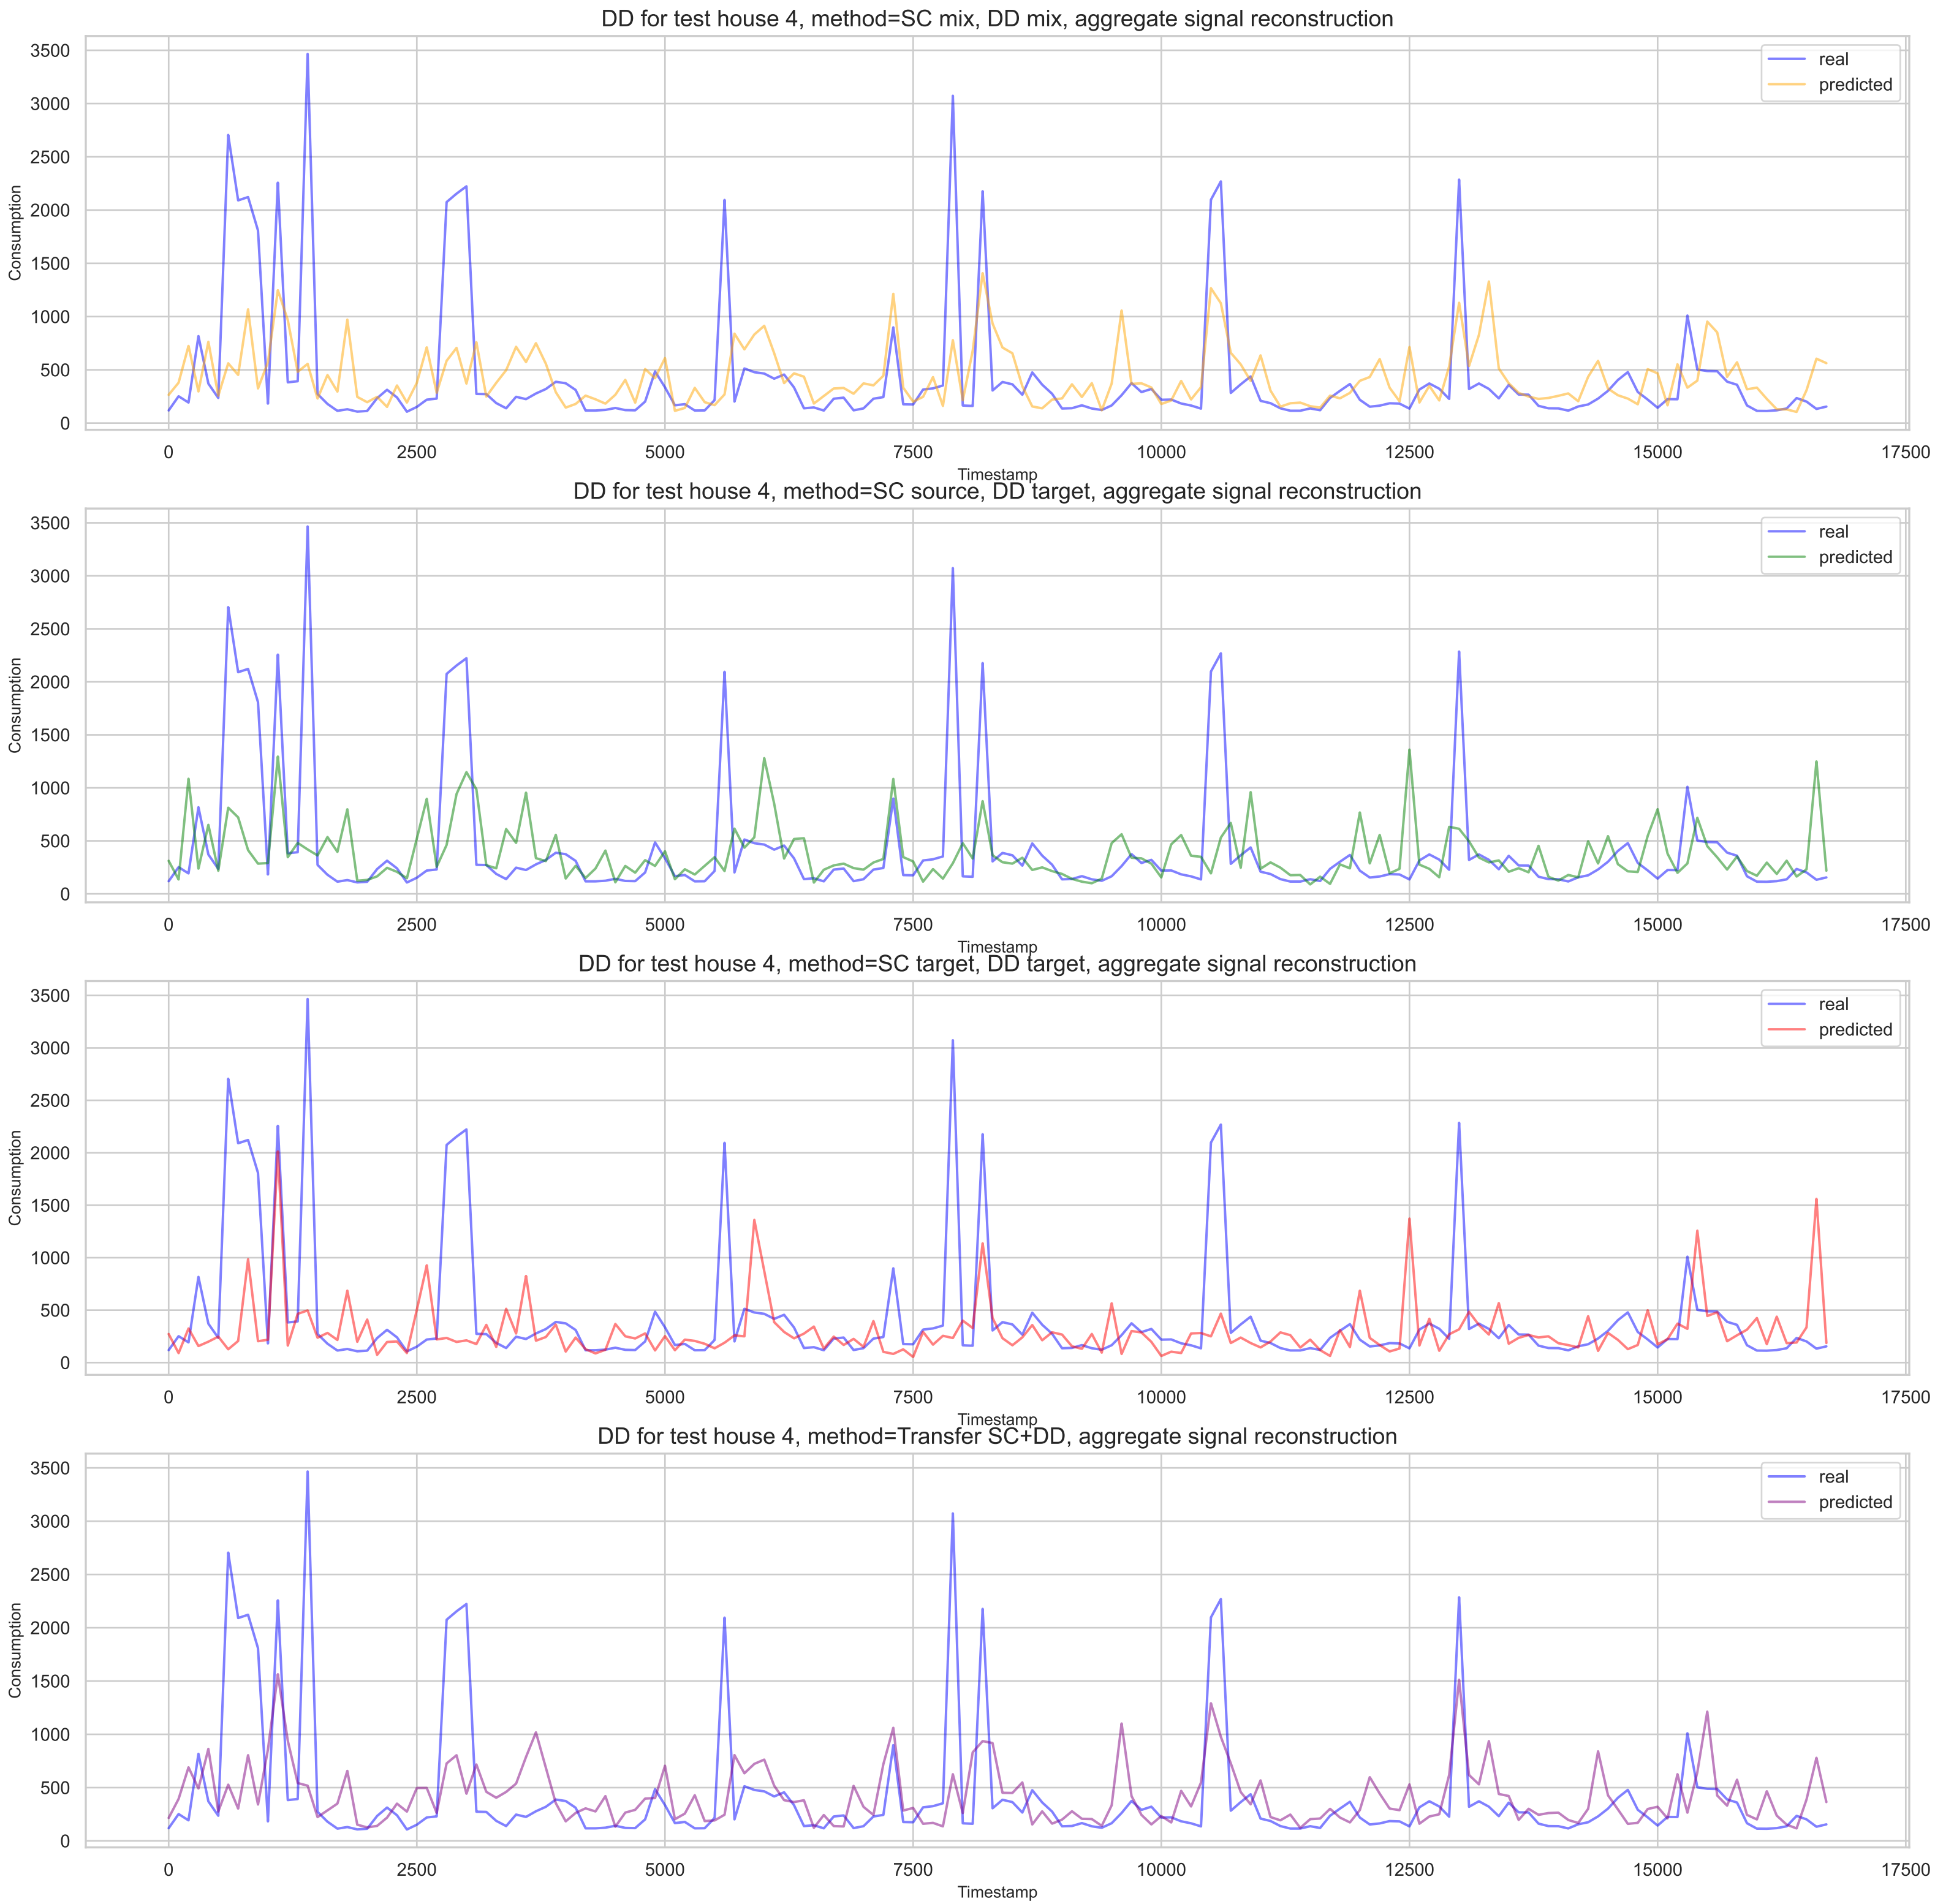 DD for test house 4, method=SC mix, DD mix, aggregate signal reconstruction
3500
3000
2500
2000
1500
1000
500
0
Consumption
real
predicted
0 2500 5000 7500 10000 12500 15000 17500
Timestamp
DD for test house 4, method=SC source, DD target, aggregate signal reconstruction
3500
3000
2500
2000
1500
1000
500
0
Consumption
real
predicted
0 2500 5000 7500 10000 12500 15000 17500
Timestamp
DD for test house 4, method=SC target, DD target, aggregate signal reconstruction
3500
3000
2500
2000
1500
1000
500
0
Consumption
real
predicted
0 2500 5000 7500 10000 12500 15000 17500
Timestamp
DD for test house 4, method=Transfer SC+DD, aggregate signal reconstruction
3500
3000
2500
2000
1500
1000
500
0
Consumption
real
predicted
0 2500 5000 7500 10000 12500 15000 17500
Timestamp